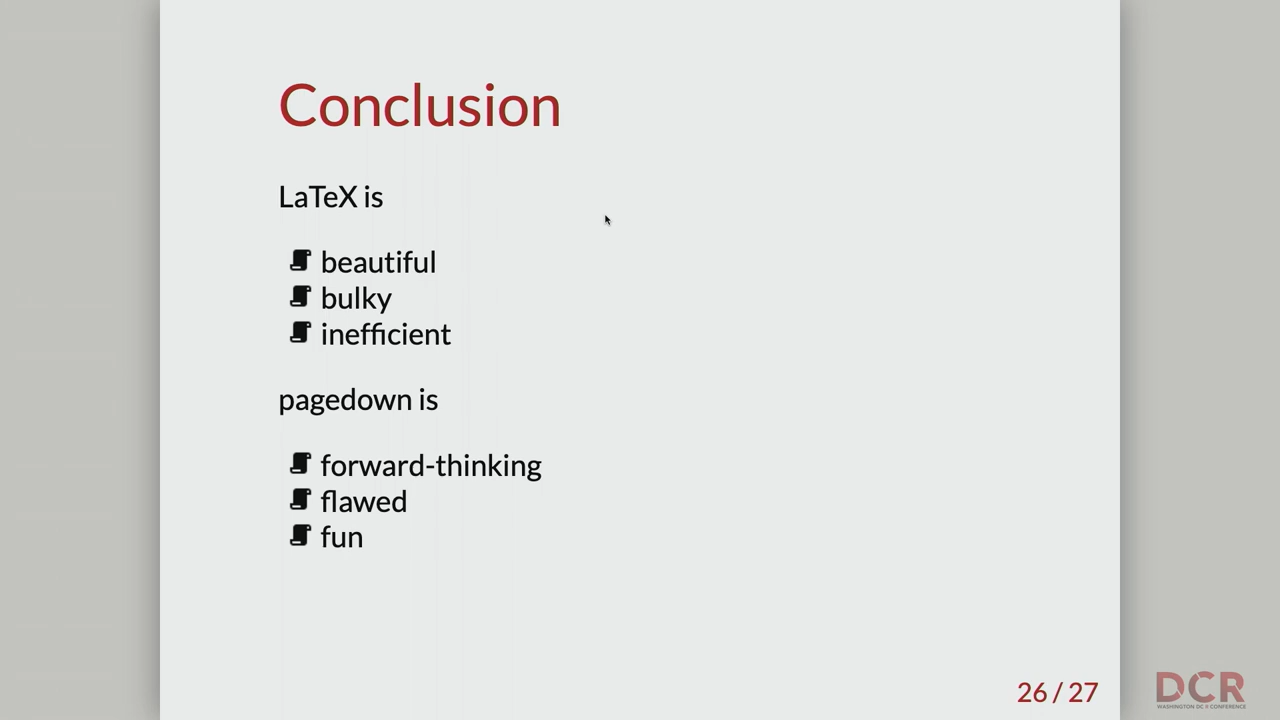 Conclusion
LaTeX is
beautiful
bulky
inefficient
pagedown is
forward-thinking
flawed
fun
26 / 27
DCR
WASHINGTON DC R CONFERENCE